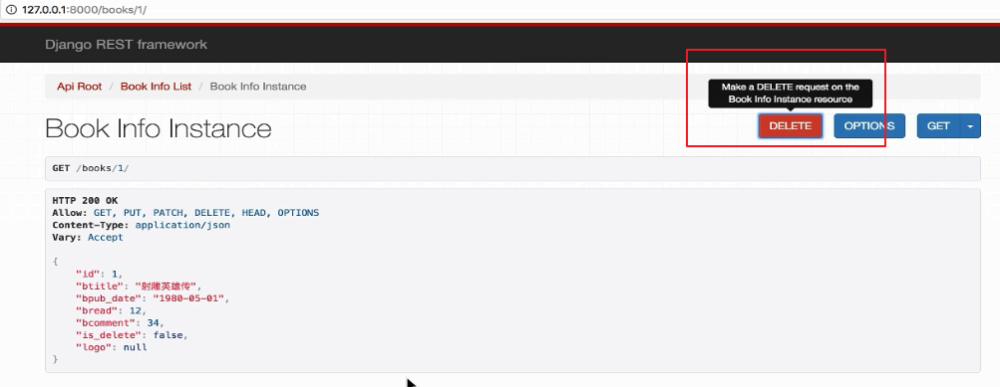 127.0.0.1:8000/books/1/
Django REST framework
Api Root / Book Info List / Book Info Instance
Make a DELETE request on the
Book Info Instance resource
Book Info Instance
DELETE
OPTIONS
GET
GET /books/1/
HTTP 200 OK
Allow: GET, PUT, PATCH, DELETE, HEAD, OPTIONS
Content-Type: application/json
Vary: Accept
{
"id": 1,
"btitle": "射雕英雄传",
"bpub_date": "1980-05-01",
"bread": 12,
"bcomment": 34,
"is_delete": false,
"logo": null
}